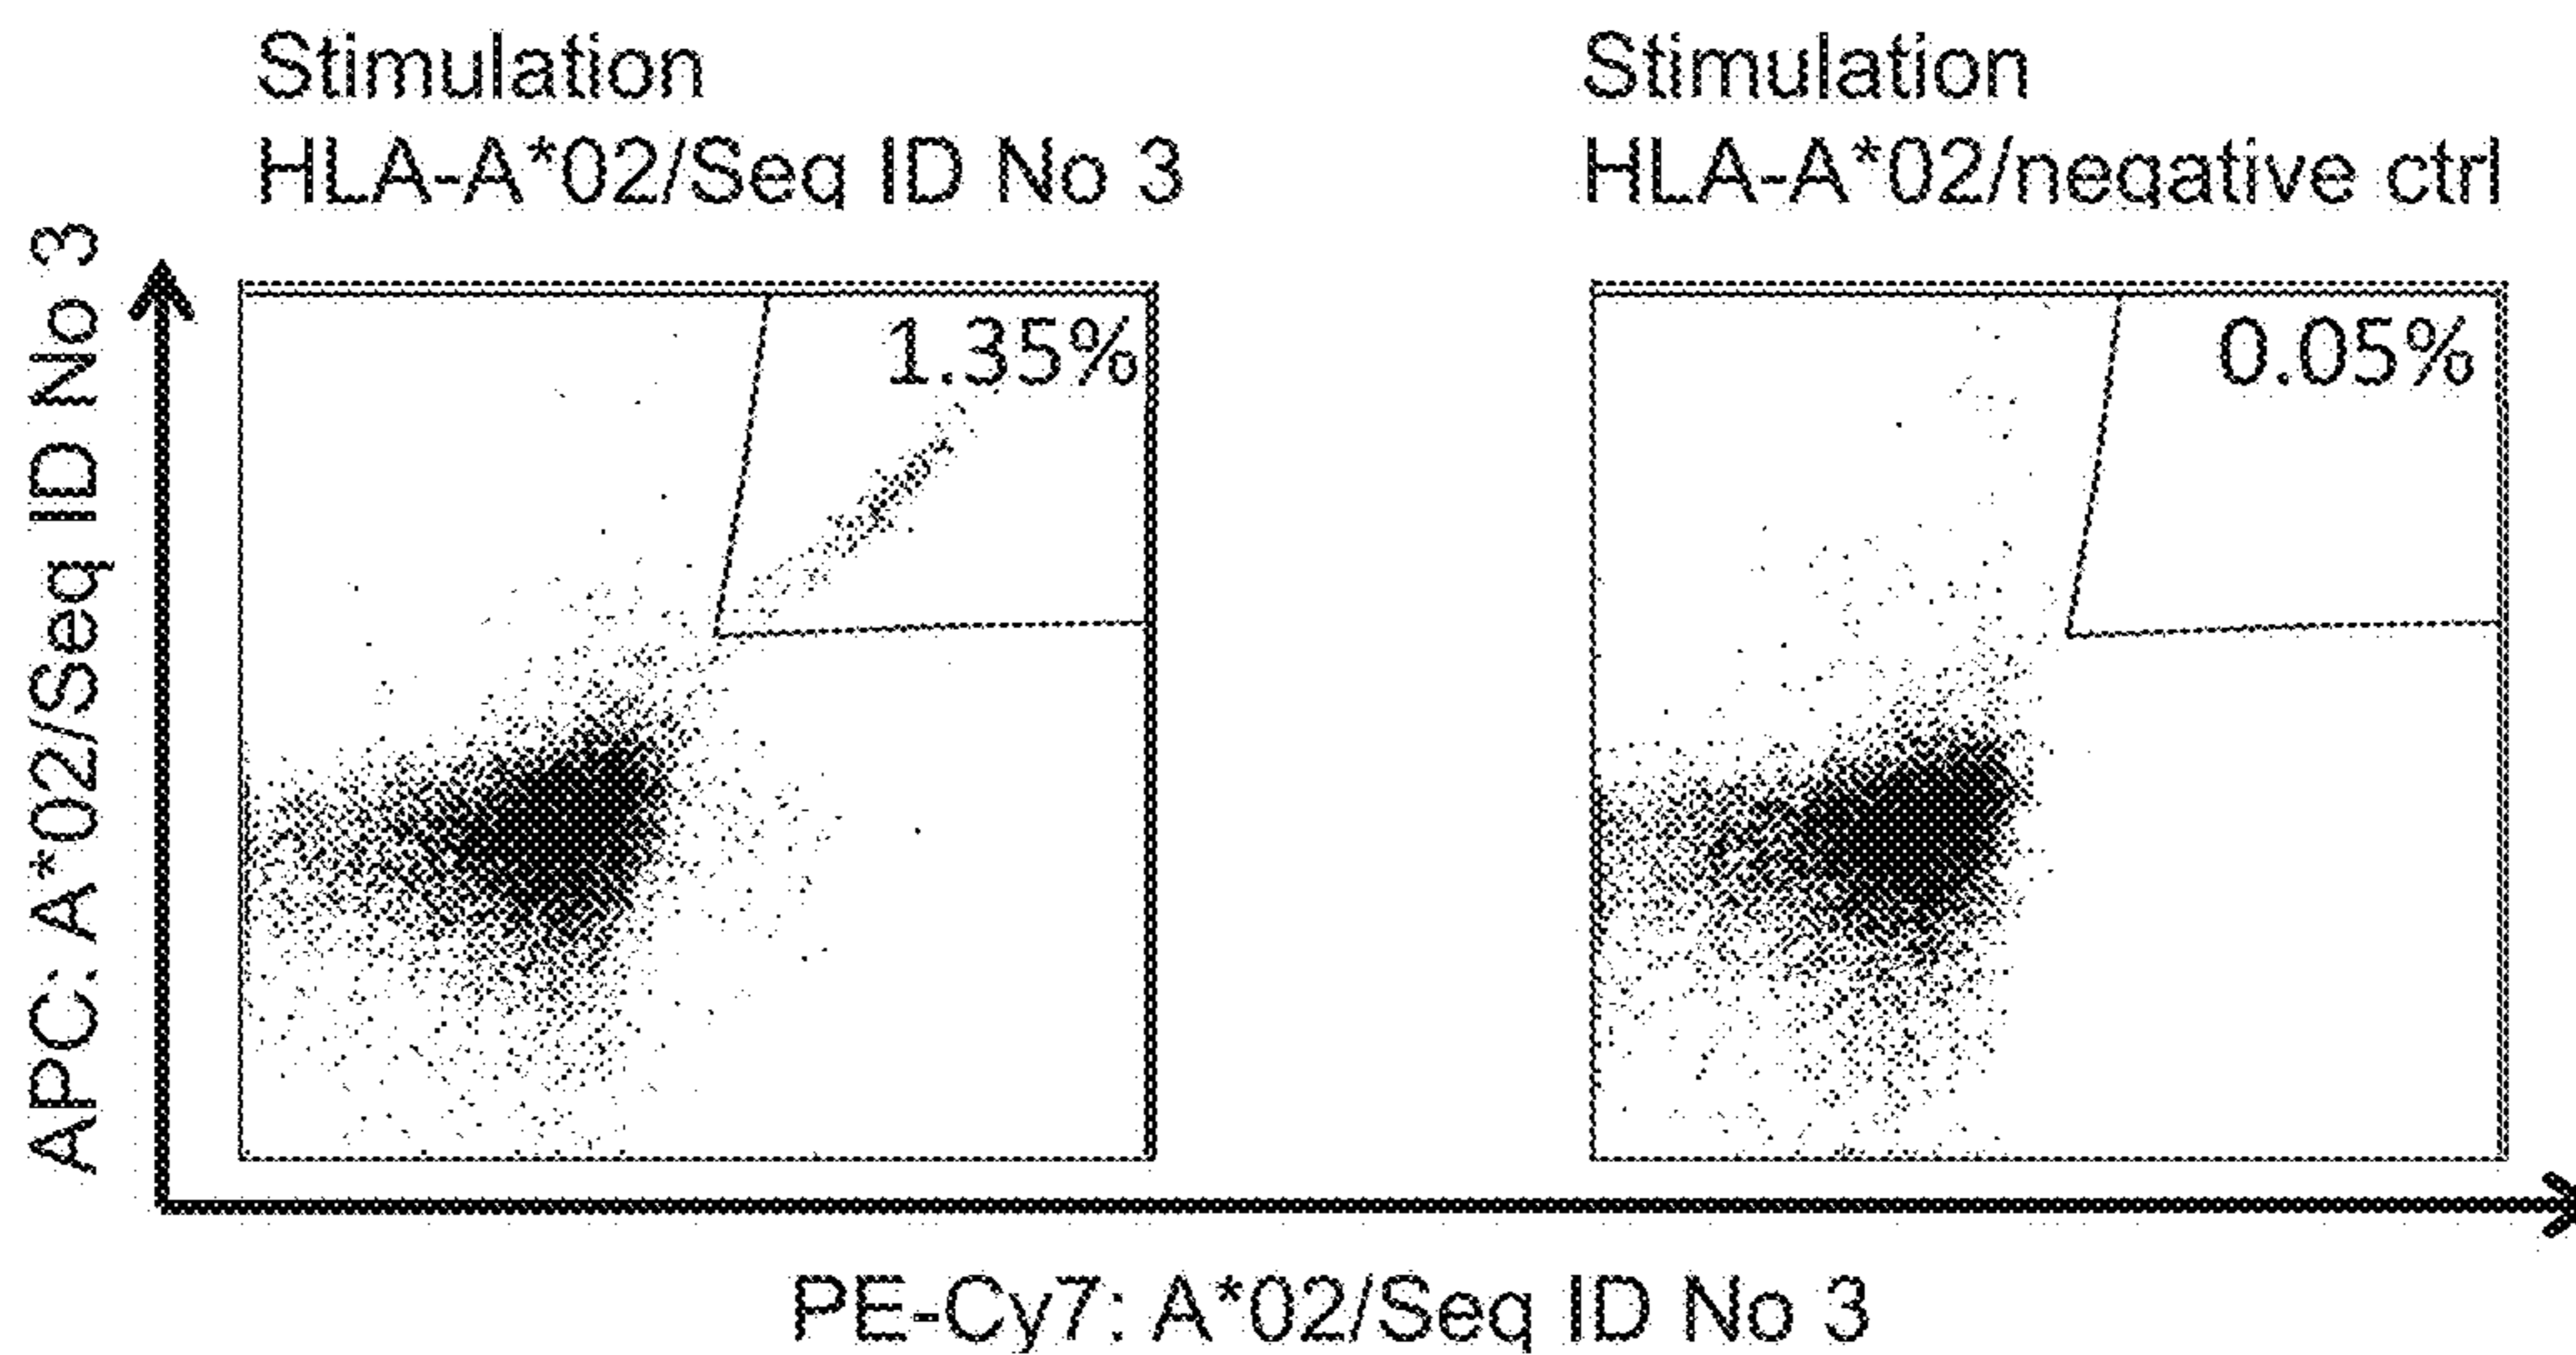 Stimulation
HLA-A*02/Seq ID No 3
Stimulation
HLA-A*02/negative ctrl
APC: A*02/Seq ID No 3
1.35%
0.05%
PE-Cy7: A*02/Seq ID No 3